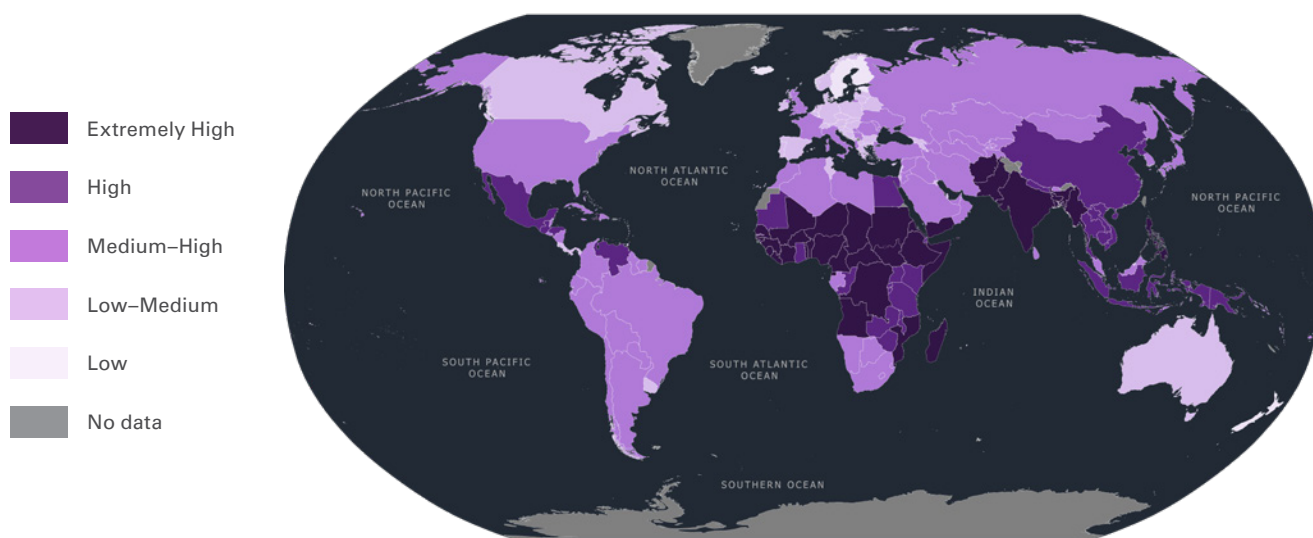 Extremely High
High
Medium–High
Low–Medium
Low
No data
NORTH PACIFIC
OCEAN
NORTH ATLANTIC
OCEAN
NORTH PACIFIC
OCEAN
INDIAN
OCEAN
SOUTH PACIFIC
OCEAN
SOUTH ATLANTIC
OCEAN
SOUTHERN OCEAN